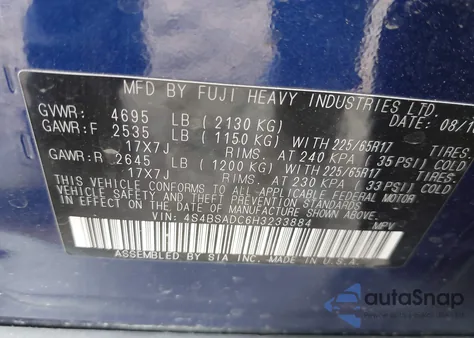 MFD BY FUJI HEAVY INDUSTRIES LTD.
DATE: 08/1
GVWR: 4695 LB (2130 KG)
GAWR:F 2535 LB (1150 KG) WITH 225/65R17 TIRES
17X7J RIMS, AT 240 KPA ( 35 PSI) COLD
GAWR:R 2645 LB (1200 KG) WITH 225/65R17 TIRES
17X7J RIMS, AT 230 KPA ( 33 PSI) COLD
THIS VEHICLE CONFORMS TO ALL APPLICABLE FEDERAL MOTOR
VEHICLE SAFETY AND THEFT PREVENTION STANDARDS
IN EFFECT ON THE DATE OF MANUFACTURE SHOWN ABOVE.
VIN: 4S4BSADC6H3233884 MPV
ASSEMBLED BY SIA INC. MADE IN U.S.A.
autoSnap